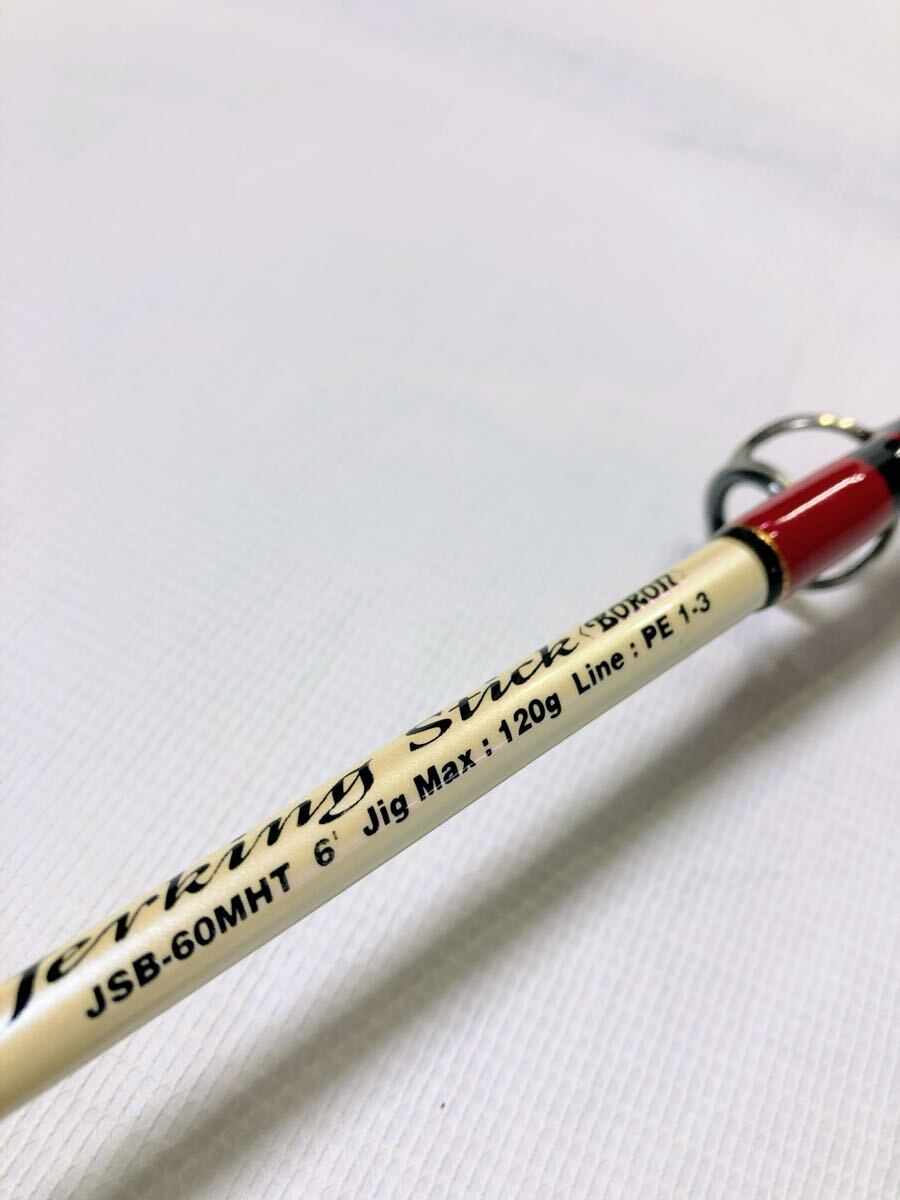 Jerking Stick <BORON>
JSB-60MHT 6' Jig Max : 120g Line : PE 1-3